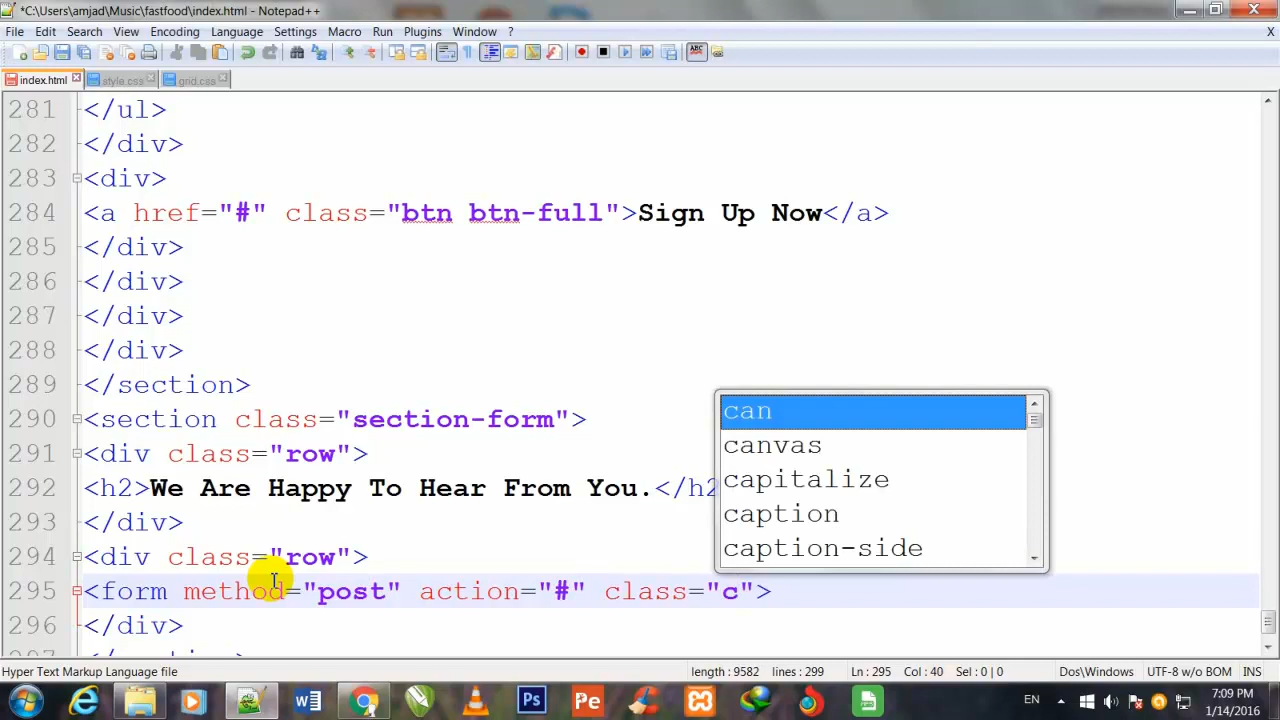 *C:\Users\amjad\Music\fastfood\index.html - Notepad++
File Edit Search View Encoding Language Settings Macro Run Plugins Window ? X
index.html style.css grid.css
281 </ul>
282 </div>
283 <div>
284 <a href="#" class="btn btn-full">Sign Up Now</a>
285 </div>
286 </div>
287 </div>
288 </div>
289 </section>
290 <section class="section-form">
291 <div class="row">
292 <h2>We Are Happy To Hear From You.</h2
293 </div>
294 <div class="row">
295 <form method="post" action="#" class="c">
296 </div>
can
canvas
capitalize
caption
caption-side
Hyper Text Markup Language file length : 9582 lines : 299 Ln : 295 Col : 40 Sel : 0 | 0 Dos\Windows UTF-8 w/o BOM INS
EN 7:09 PM
1/14/2016